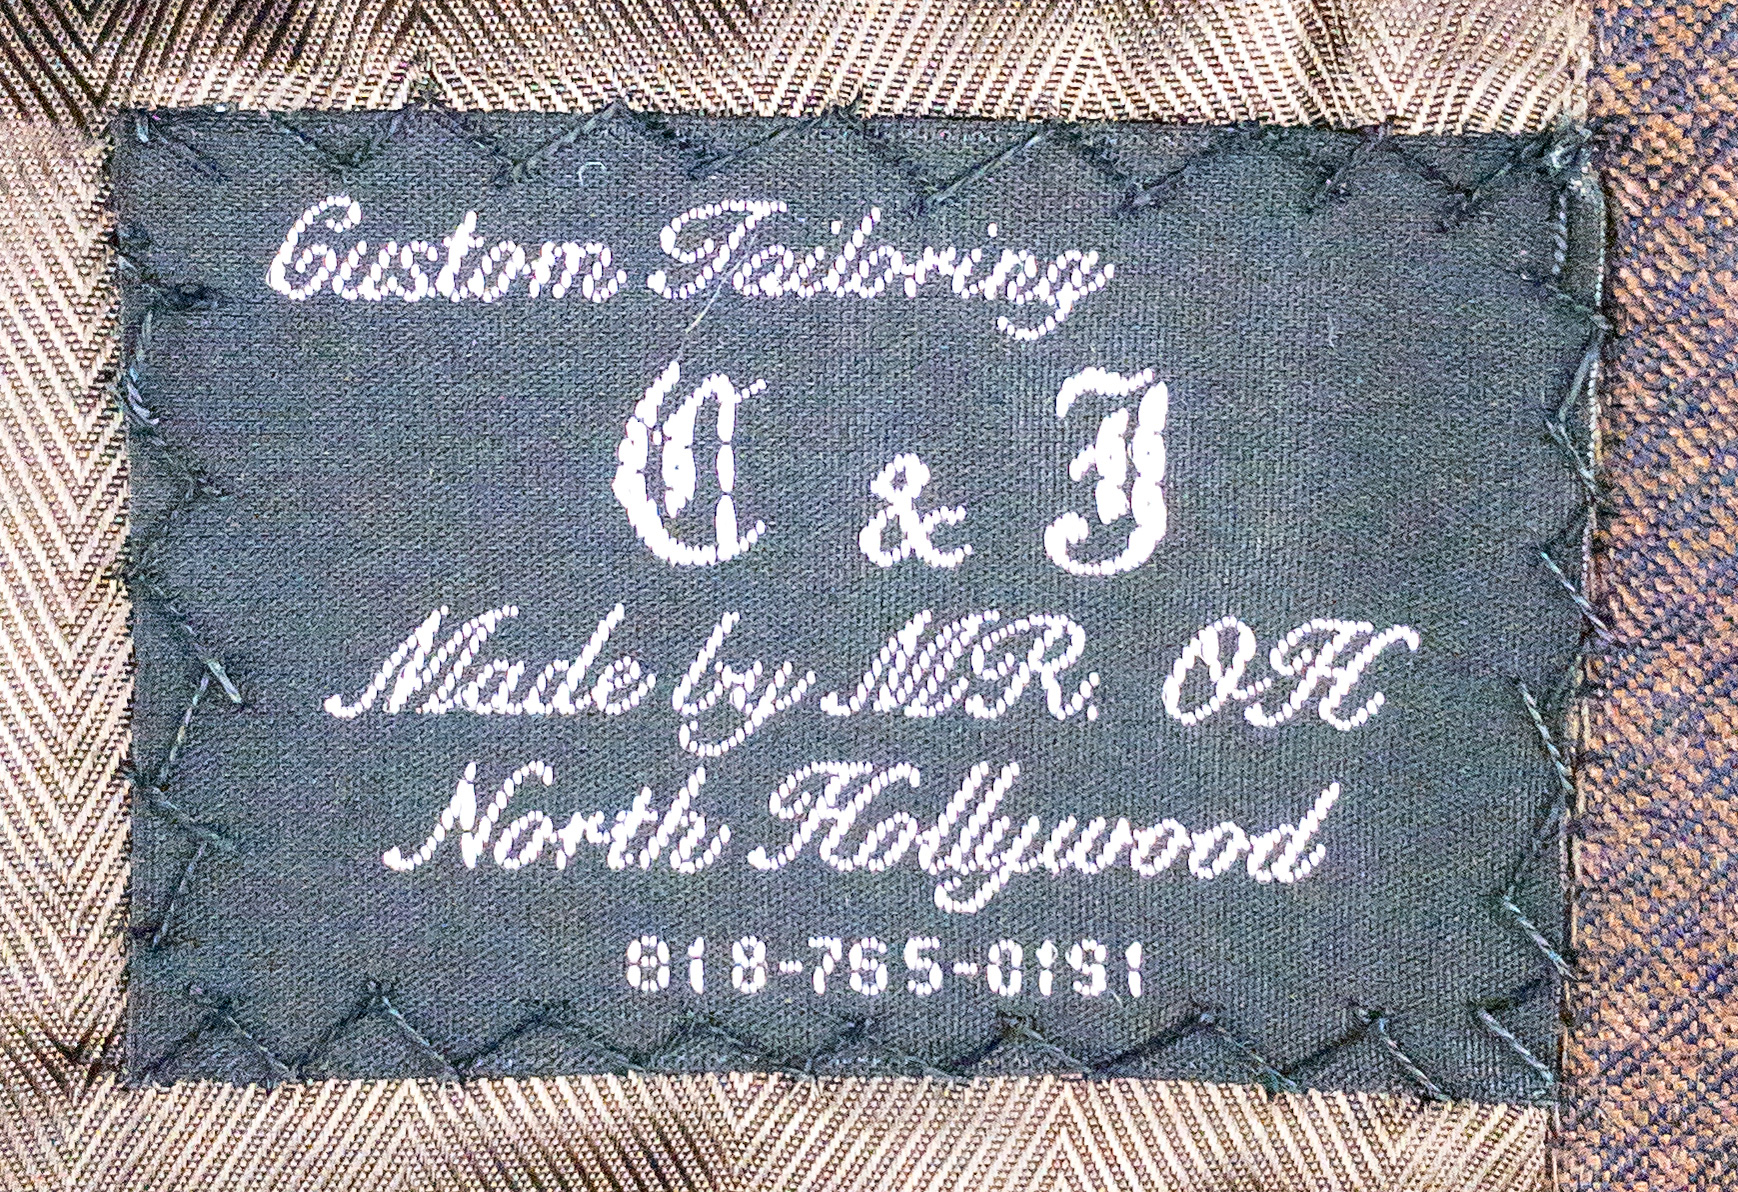 Custom Tailoring
C & J
Made by MR. OH
North Hollywood
818-765-0191